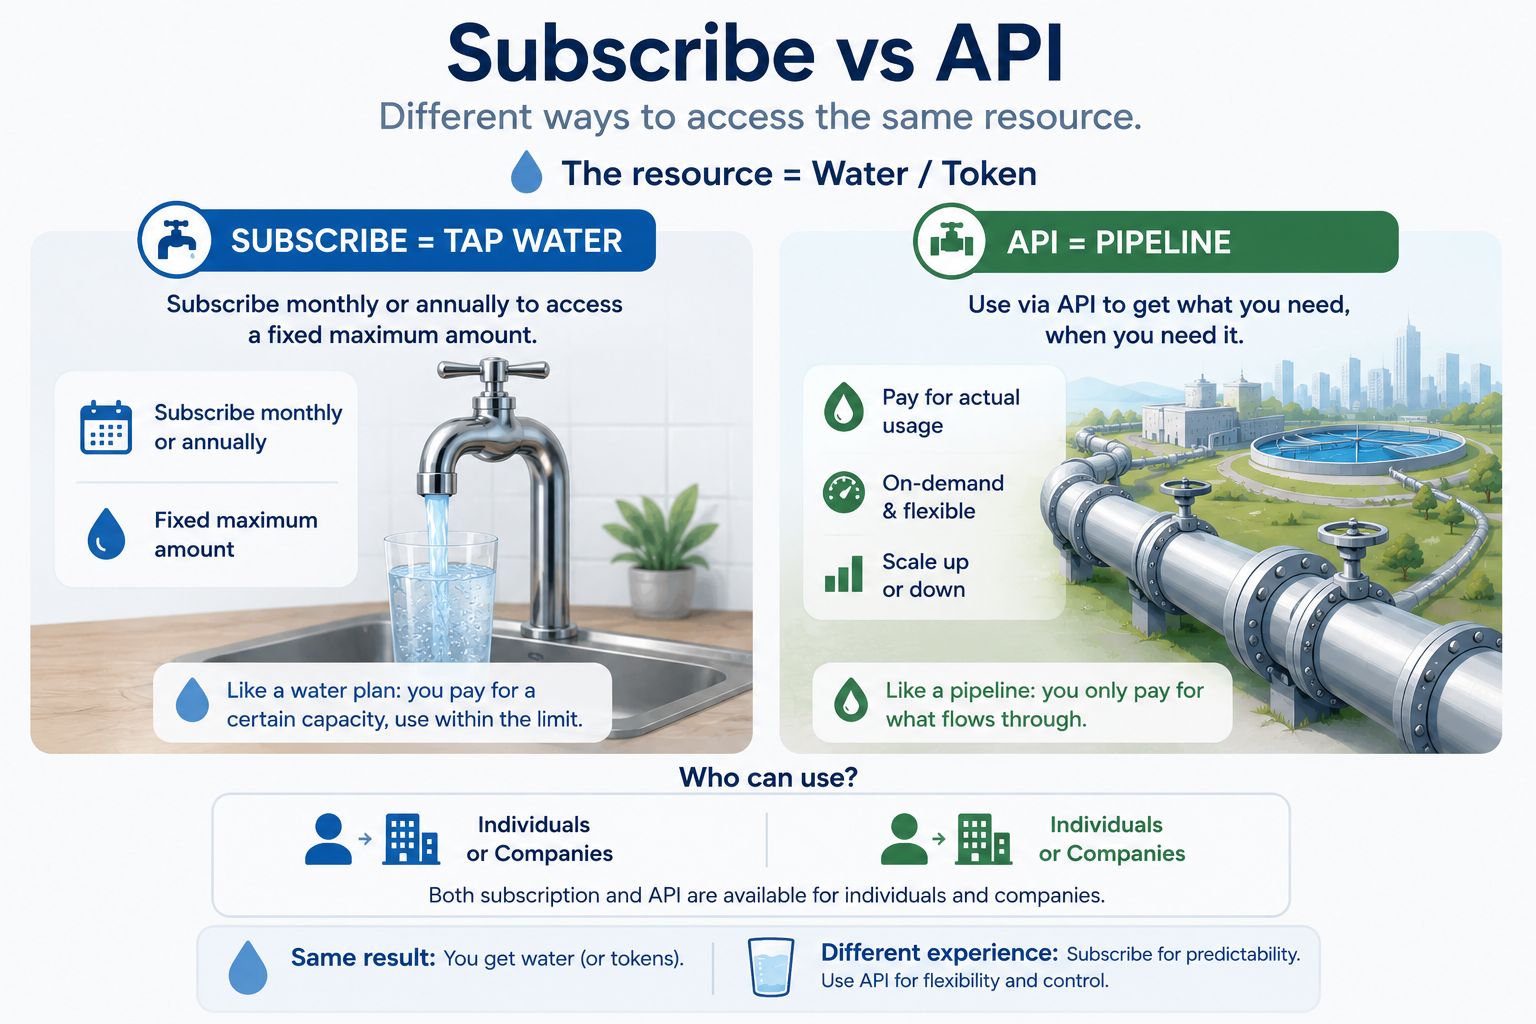 Subscribe vs API
Different ways to access the same resource.
The resource = Water / Token
SUBSCRIBE = TAP WATER
Subscribe monthly or annually to access
a fixed maximum amount.
Subscribe monthly
or annually
Fixed maximum
amount
Like a water plan: you pay for a
certain capacity, use within the limit.
API = PIPELINE
Use via API to get what you need,
when you need it.
Pay for actual
usage
On-demand
& flexible
Scale up
or down
Like a pipeline: you only pay for
what flows through.
Who can use?
Individuals
or Companies
Individuals
or Companies
Both subscription and API are available for individuals and companies.
Same result: You get water (or tokens).
Different experience: Subscribe for predictability.
Use API for flexibility and control.